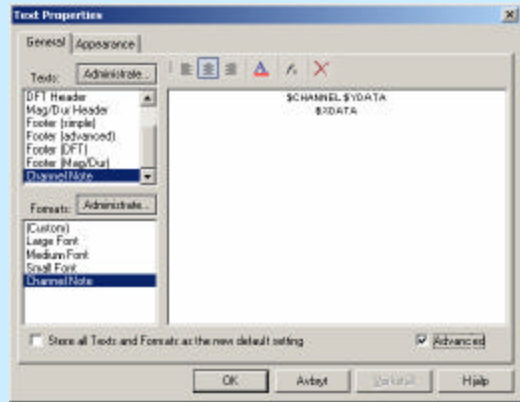 Text Properties
General
Appearance
Texts:
Administrate...
DFT Header
Mag/Dur Header
Footer (simple)
Footer (advanced)
Footer (DFT)
Footer (Mag/Dur)
Channel Note
$CHANNEL $YDATA
$XDATA
Formats:
Administrate...
(Custom)
Large Font
Medium Font
Small Font
Channel Note
Store all Texts and Formats as the new default setting
Advanced
OK
Avbryt
Verkställ
Hjälp